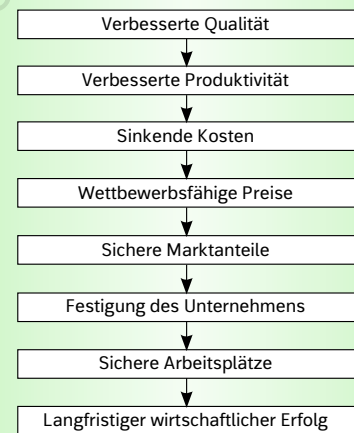 Verbesserte Qualität
Verbesserte Produktivität
Sinkende Kosten
Wettbewerbsfähige Preise
Sichere Marktanteile
Festigung des Unternehmens
Sichere Arbeitsplätze
Langfristiger wirtschaftlicher Erfolg